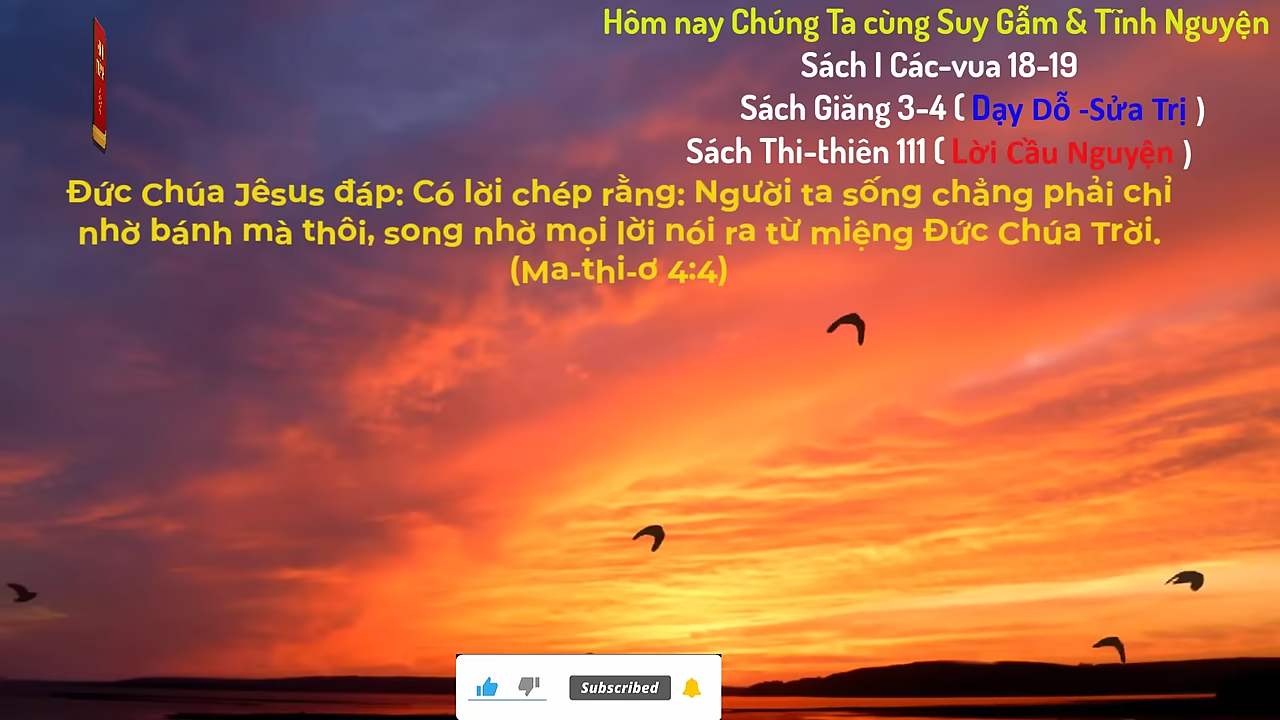 Hôm nay Chúng Ta cùng Suy Gẫm & Tĩnh Nguyện
Sách I Các-vua 18-19
Sách Giăng 3-4 ( Dạy Dỗ -Sửa Trị )
Sách Thi-thiên 111 ( Lời Cầu Nguyện )
Đức Chúa Jêsus đáp: Có lời chép rằng: Người ta sống chẳng phải chỉ
nhờ bánh mà thôi, song nhờ mọi lời nói ra từ miệng Đức Chúa Trời.
(Ma-thi-ơ 4:4)
Subscribed